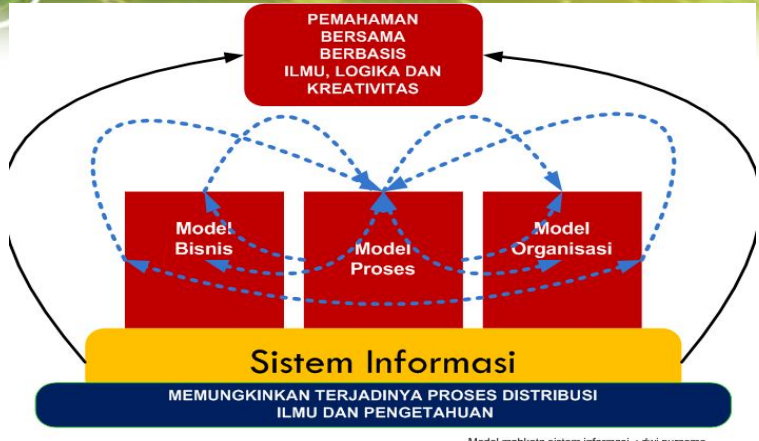 PEMAHAMAN
BERSAMA
BERBASIS
ILMU, LOGIKA DAN
KREATIVITAS
Model
Bisnis
Model
Proses
Model
Organisasi
Sistem Informasi
MEMUNGKINKAN TERJADINYA PROSES DISTRIBUSI
ILMU DAN PENGETAHUAN
Model mahkota sistem informasi